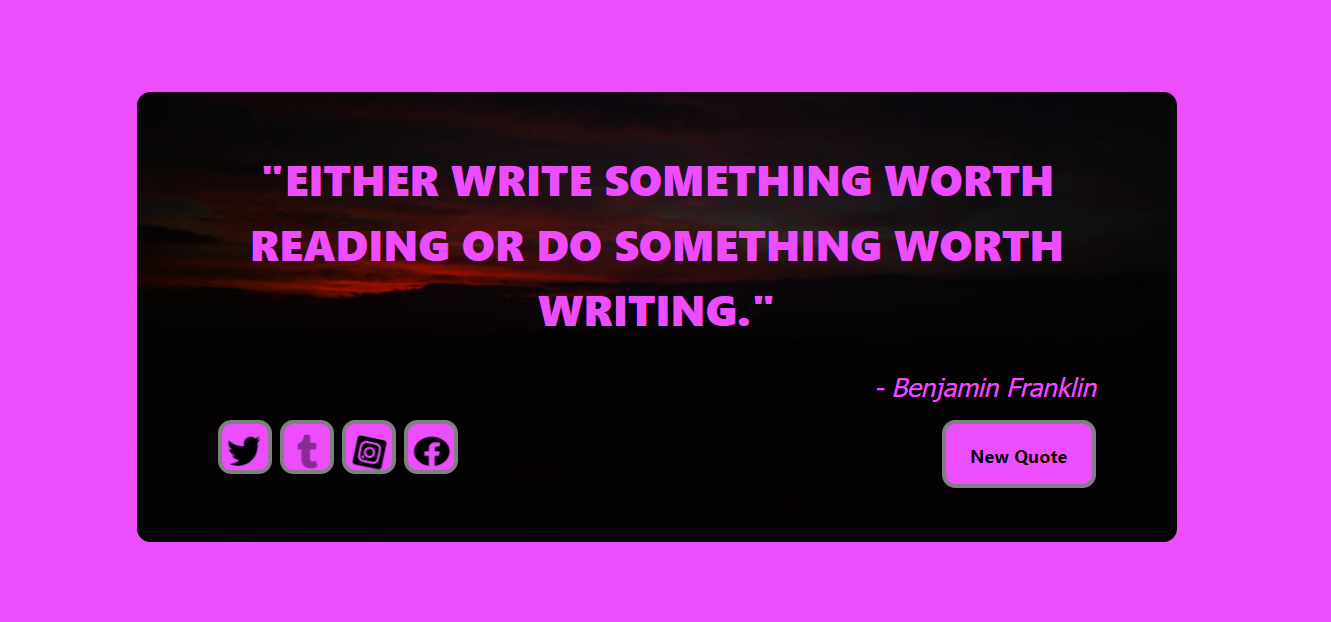 "EITHER WRITE SOMETHING WORTH
READING OR DO SOMETHING WORTH
WRITING."
- Benjamin Franklin
New Quote